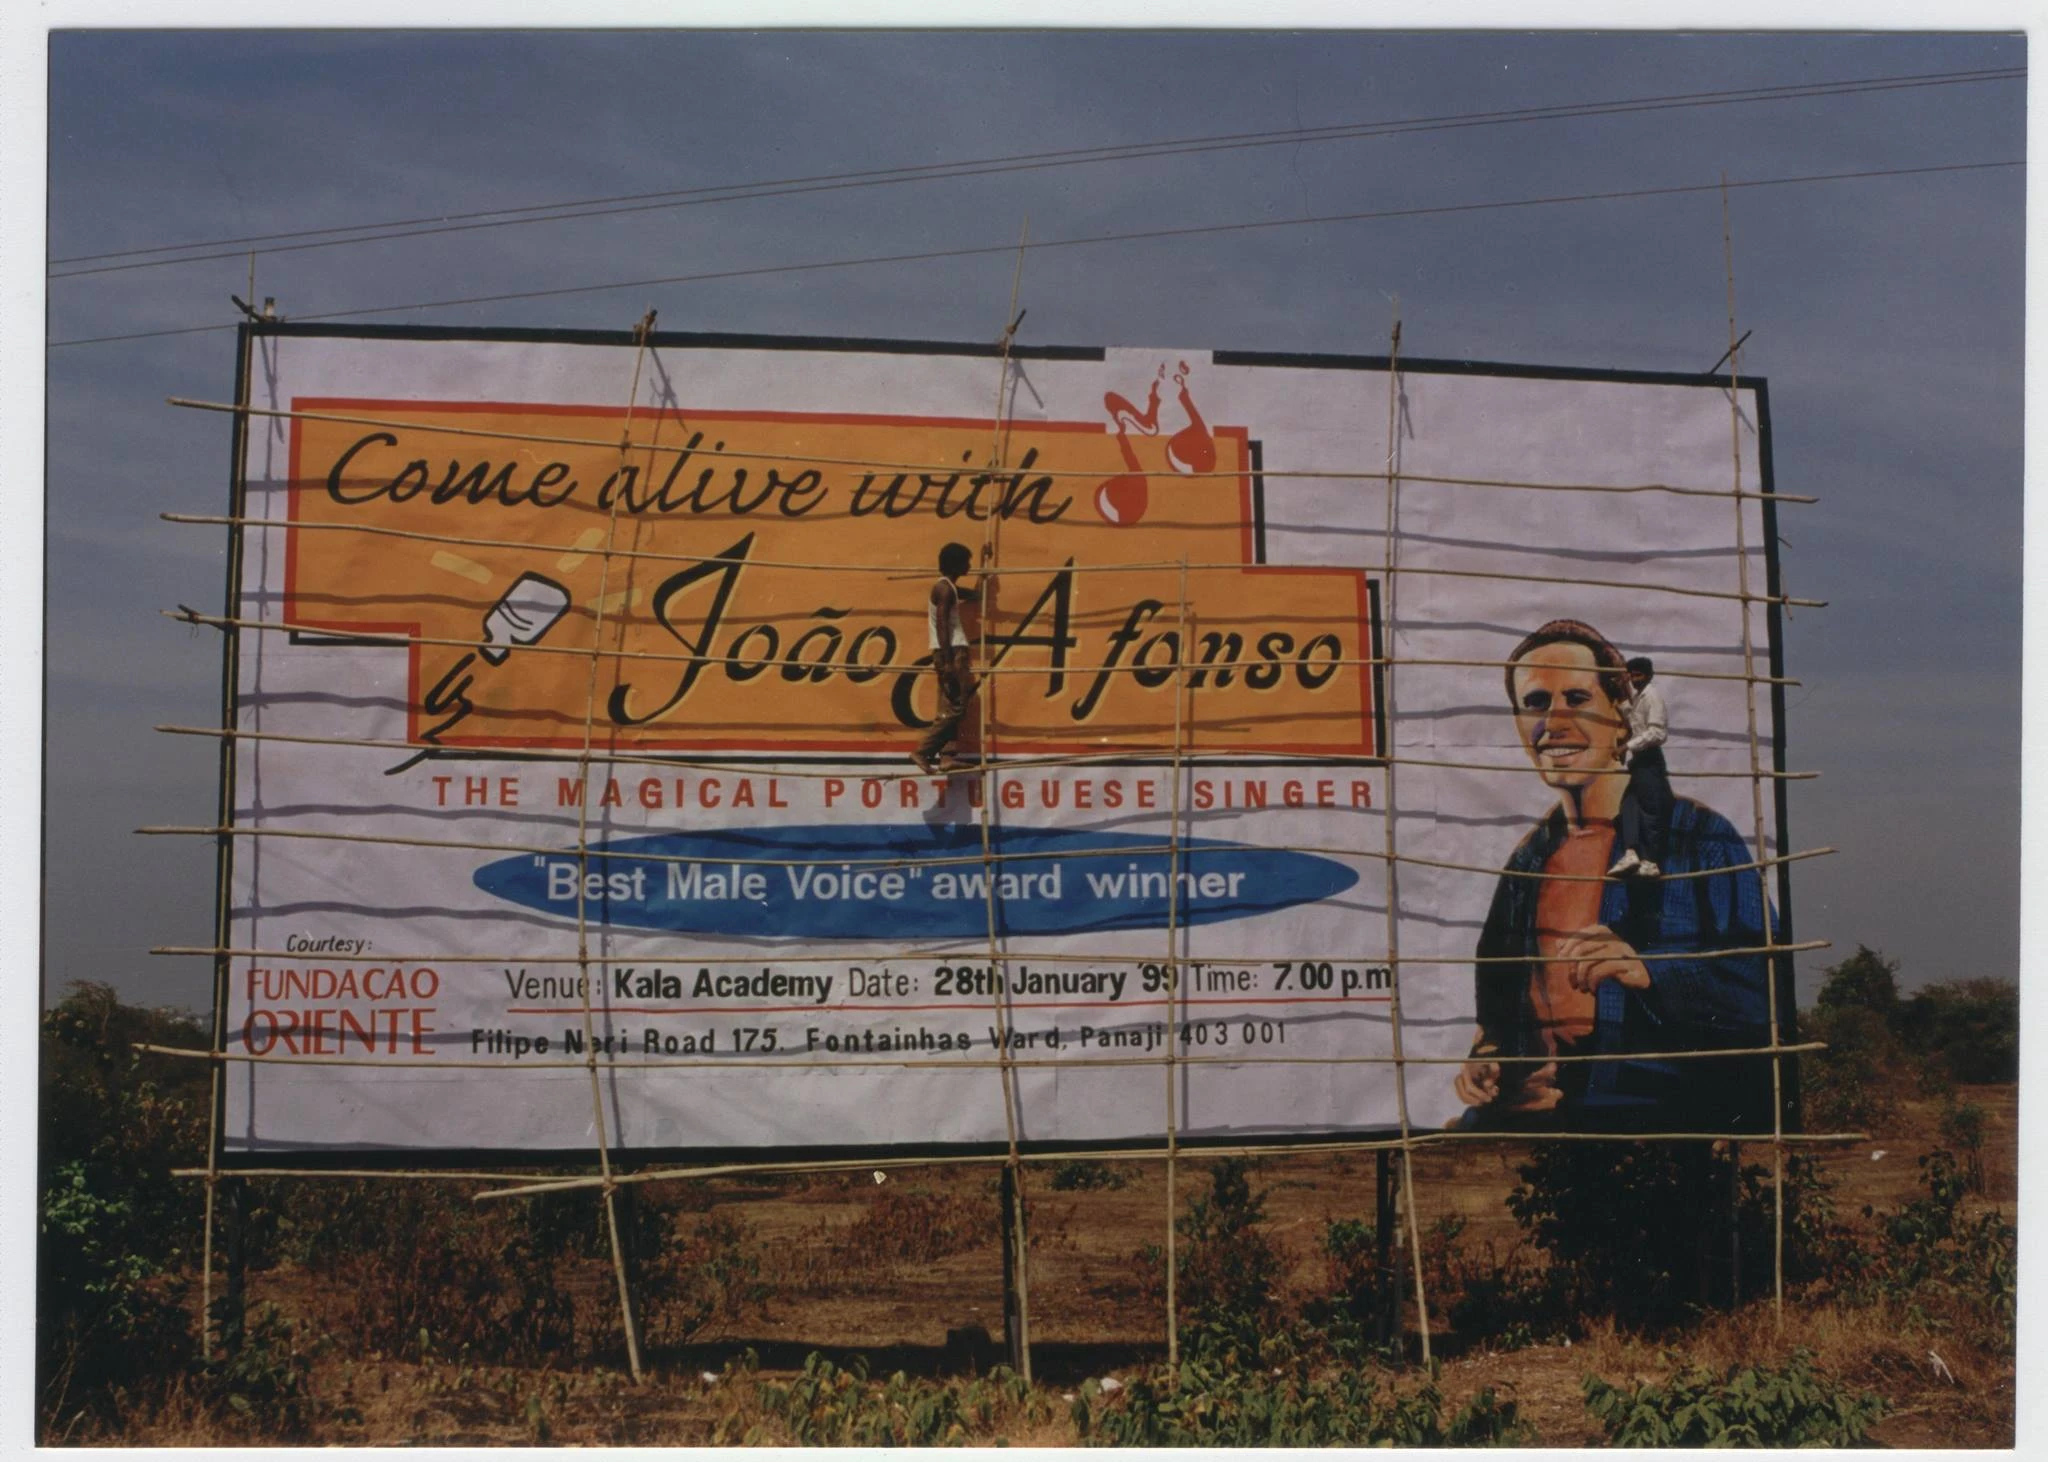 Come alive with
João Afonso
THE MAGICAL PORTUGUESE SINGER
"Best Male Voice" award winner
Courtesy:
FUNDAÇÃO
ORIENTE
Venue: Kala Academy Date: 28th January '99 Time: 7.00 p.m
Filipe Neri Road 175. Fontainhas Ward, Panaji 403 001